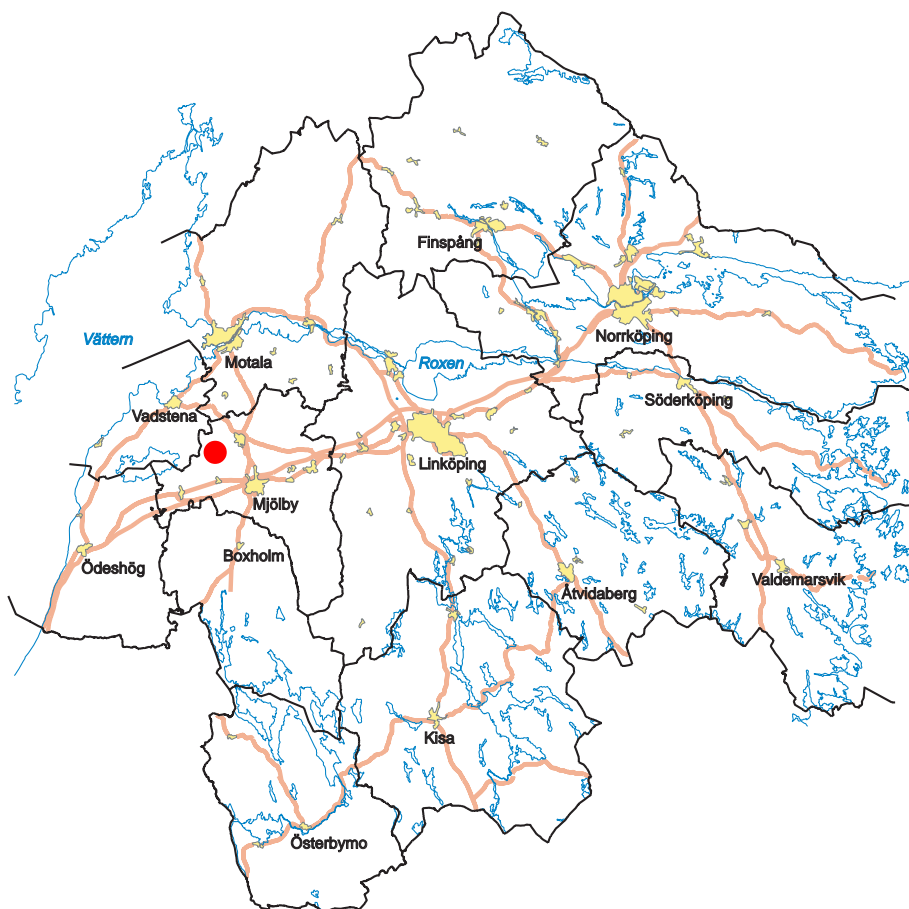 Finspång
Norrköping
Vättern
Motala
Roxen
Söderköping
Vadstena
Linköping
Mjölby
Boxholm
Ödeshög
Åtvidaberg
Valdemarsvik
Kisa
Österbymo